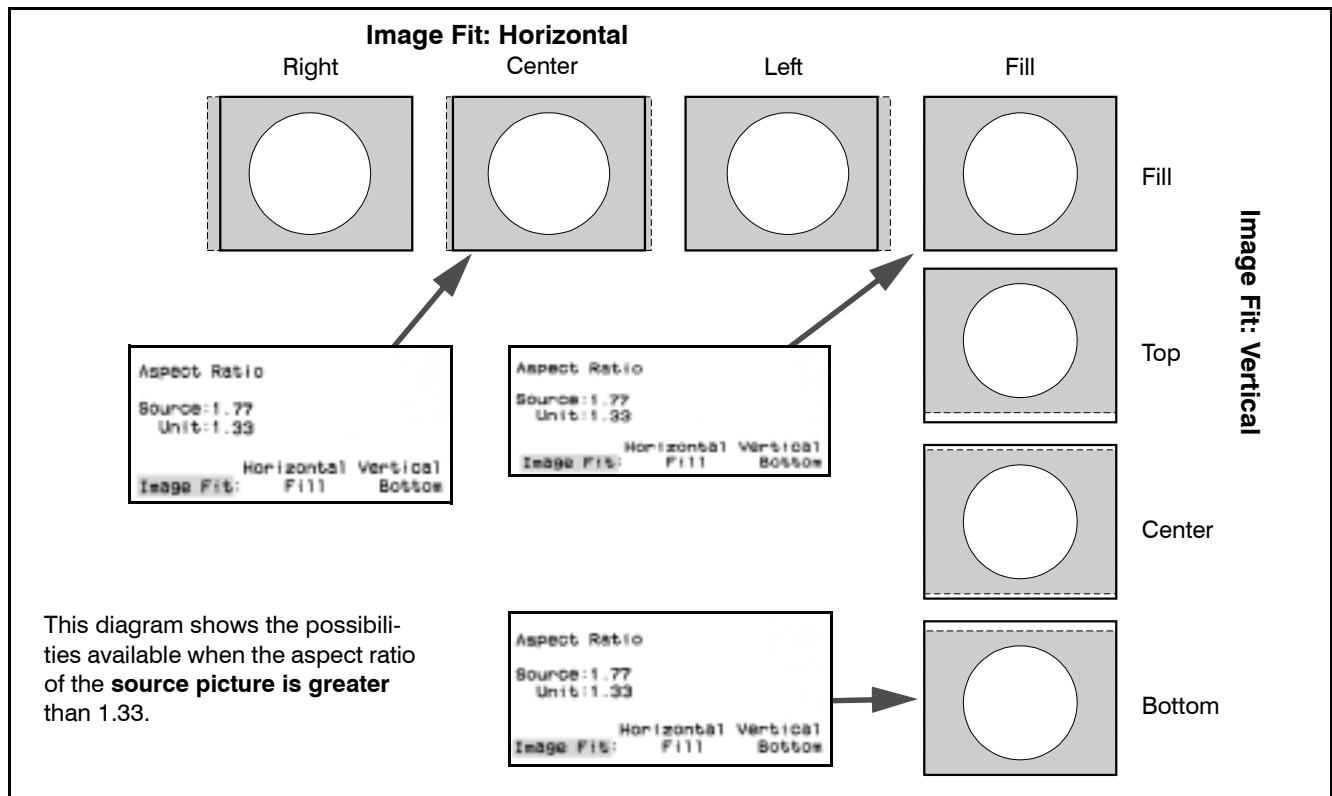 Image Fit: Horizontal
Right Center Left Fill
Fill
Image Fit: Vertical
Top
Center
Bottom
Aspect Ratio
Source:1.77
Unit:1.33
Horizontal Vertical
Image Fit: Fill Bottom
Aspect Ratio
Source:1.77
Unit:1.33
Horizontal Vertical
Image Fit: Fill Bottom
Aspect Ratio
Source:1.77
Unit:1.33
Horizontal Vertical
Image Fit: Fill Bottom
This diagram shows the possibili-
ties available when the aspect ratio
of the source picture is greater
than 1.33.